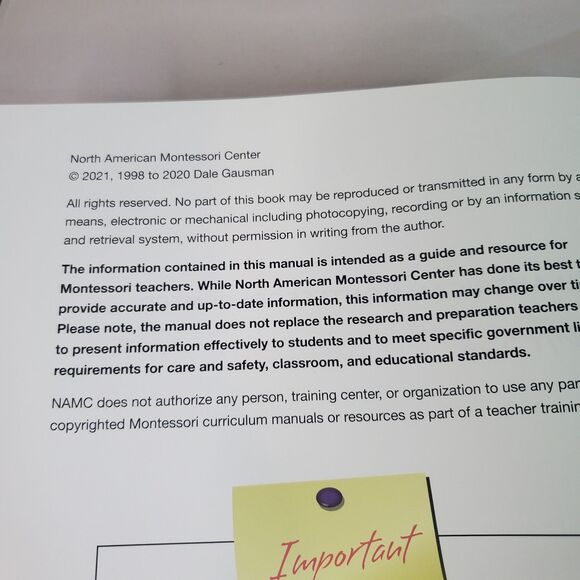 North American Montessori Center
© 2021, 1998 to 2020 Dale Gausman
All rights reserved. No part of this book may be reproduced or transmitted in any form by
means, electronic or mechanical including photocopying, recording or by an information
and retrieval system, without permission in writing from the author.
The information contained in this manual is intended as a guide and resource for
Montessori teachers. While North American Montessori Center has done its best
provide accurate and up-to-date information, this information may change over
Please note, the manual does not replace the research and preparation teachers
to present information effectively to students and to meet specific government
requirements for care and safety, classroom, and educational standards.
NAMC does not authorize any person, training center, or organization to use any
copyrighted Montessori curriculum manuals or resources as part of a teacher
Important